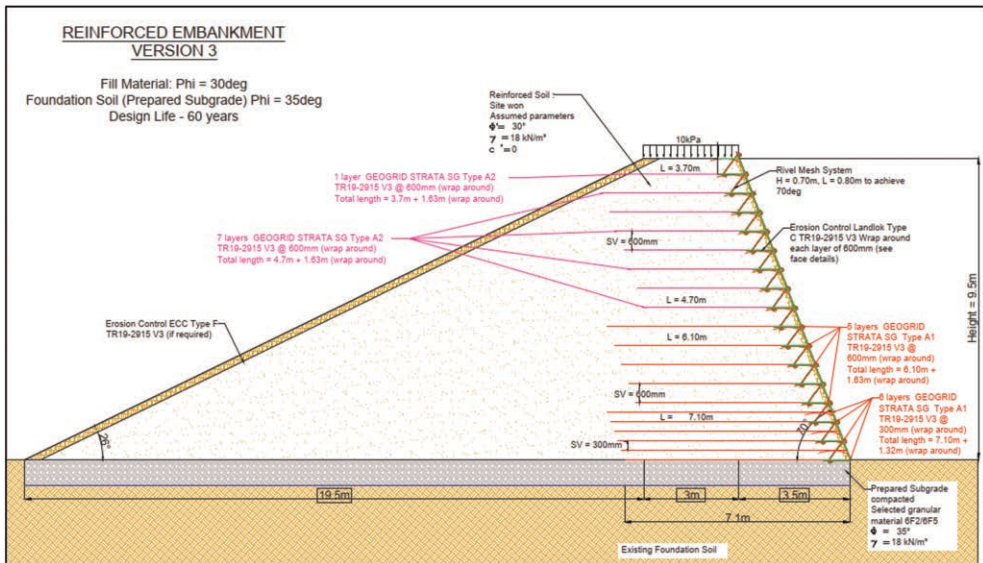 REINFORCED EMBANKMENT
VERSION 3
Fill Material: Phi = 30deg
Foundation Soil (Prepared Subgrade) Phi = 35deg
Design Life - 60 years
Reinforced Soil :
Site won
Assumed parameters
ϕ'= 30°
γ = 18 kN/m³
c '=0
10kPa
L = 3.70m
1 layer GEOGRID STRATA SG Type A2
TR19-2915 V3 @ 600mm (wrap around)
Total length = 3.7m + 1.63m (wrap around)
Rivel Mesh System
H = 0.70m, L = 0.80m to achieve
70deg
7 layers GEOGRID STRATA SG Type A2
TR19-2915 V3 @ 600mm (wrap around)
Total length = 4.7m + 1.63m (wrap around)
SV = 600mm
Erosion Control Landlok Type
C TR19-2915 V3 Wrap around
each layer of 600mm (see
face details)
L = 4.70m
Height = 9.5m
Erosion Control ECC Type F
TR19-2915 V3 (if required)
L = 6.10m
5 layers GEOGRID
STRATA SG Type A1
TR19-2915 V3 @
600mm (wrap around)
Total length = 6.10m +
1.63m (wrap around)
SV = 600mm
L = 7.10m
6 layers GEOGRID
STRATA SG Type A1
TR19-2915 V3 @
300mm (wrap around)
Total length = 7.10m +
1.32m (wrap around)
SV = 300mm
26°
70°
19.5m
3m
3.5m
7.1m
Prepared Subgrade
compacted
Selected granular
material 6F2/6F5
ϕ = 35°
γ = 18 kN/m³
Existing Foundation Soil